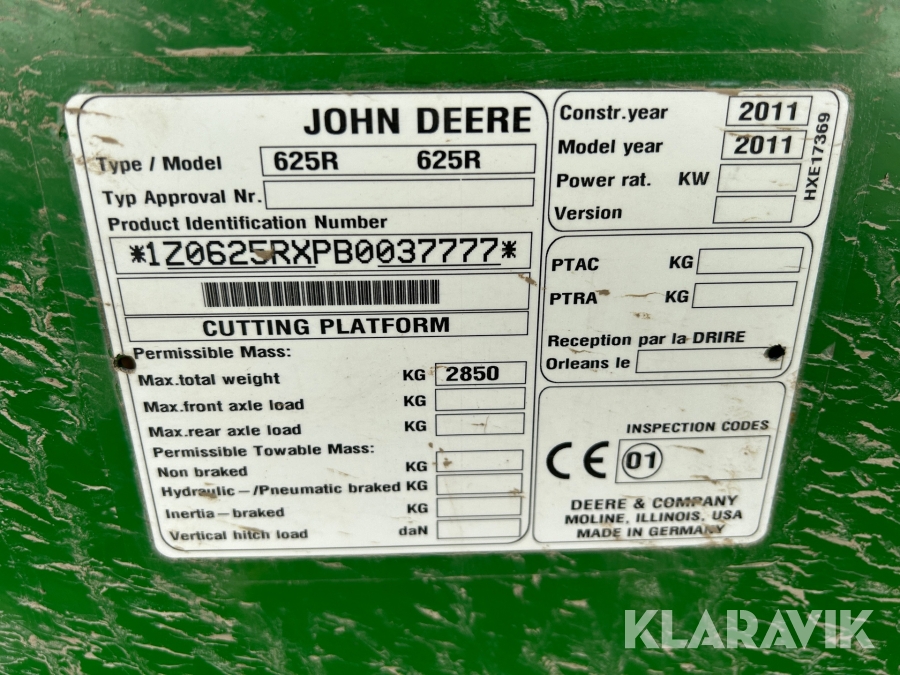 JOHN DEERE
Type / Model 625R 625R
Typ Approval Nr.
Product Identification Number
*1Z0625RXPB0037777*
CUTTING PLATFORM
Permissible Mass:
Max.total weight KG 2850
Max.front axle load KG
Max.rear axle load KG
Permissible Towable Mass:
Non braked KG
Hydraulic-/Pneumatic braked KG
Inertia-braked KG
Vertical hitch load daN
Constr.year 2011
Model year 2011
Power rat. KW
Version
HXE17369
PTAC KG
PTRA KG
Reception par la DRIRE
Orleans le
INSPECTION CODES
CE 01
DEERE & COMPANY
MOLINE, ILLINOIS, USA
MADE IN GERMANY
KLARAVIK